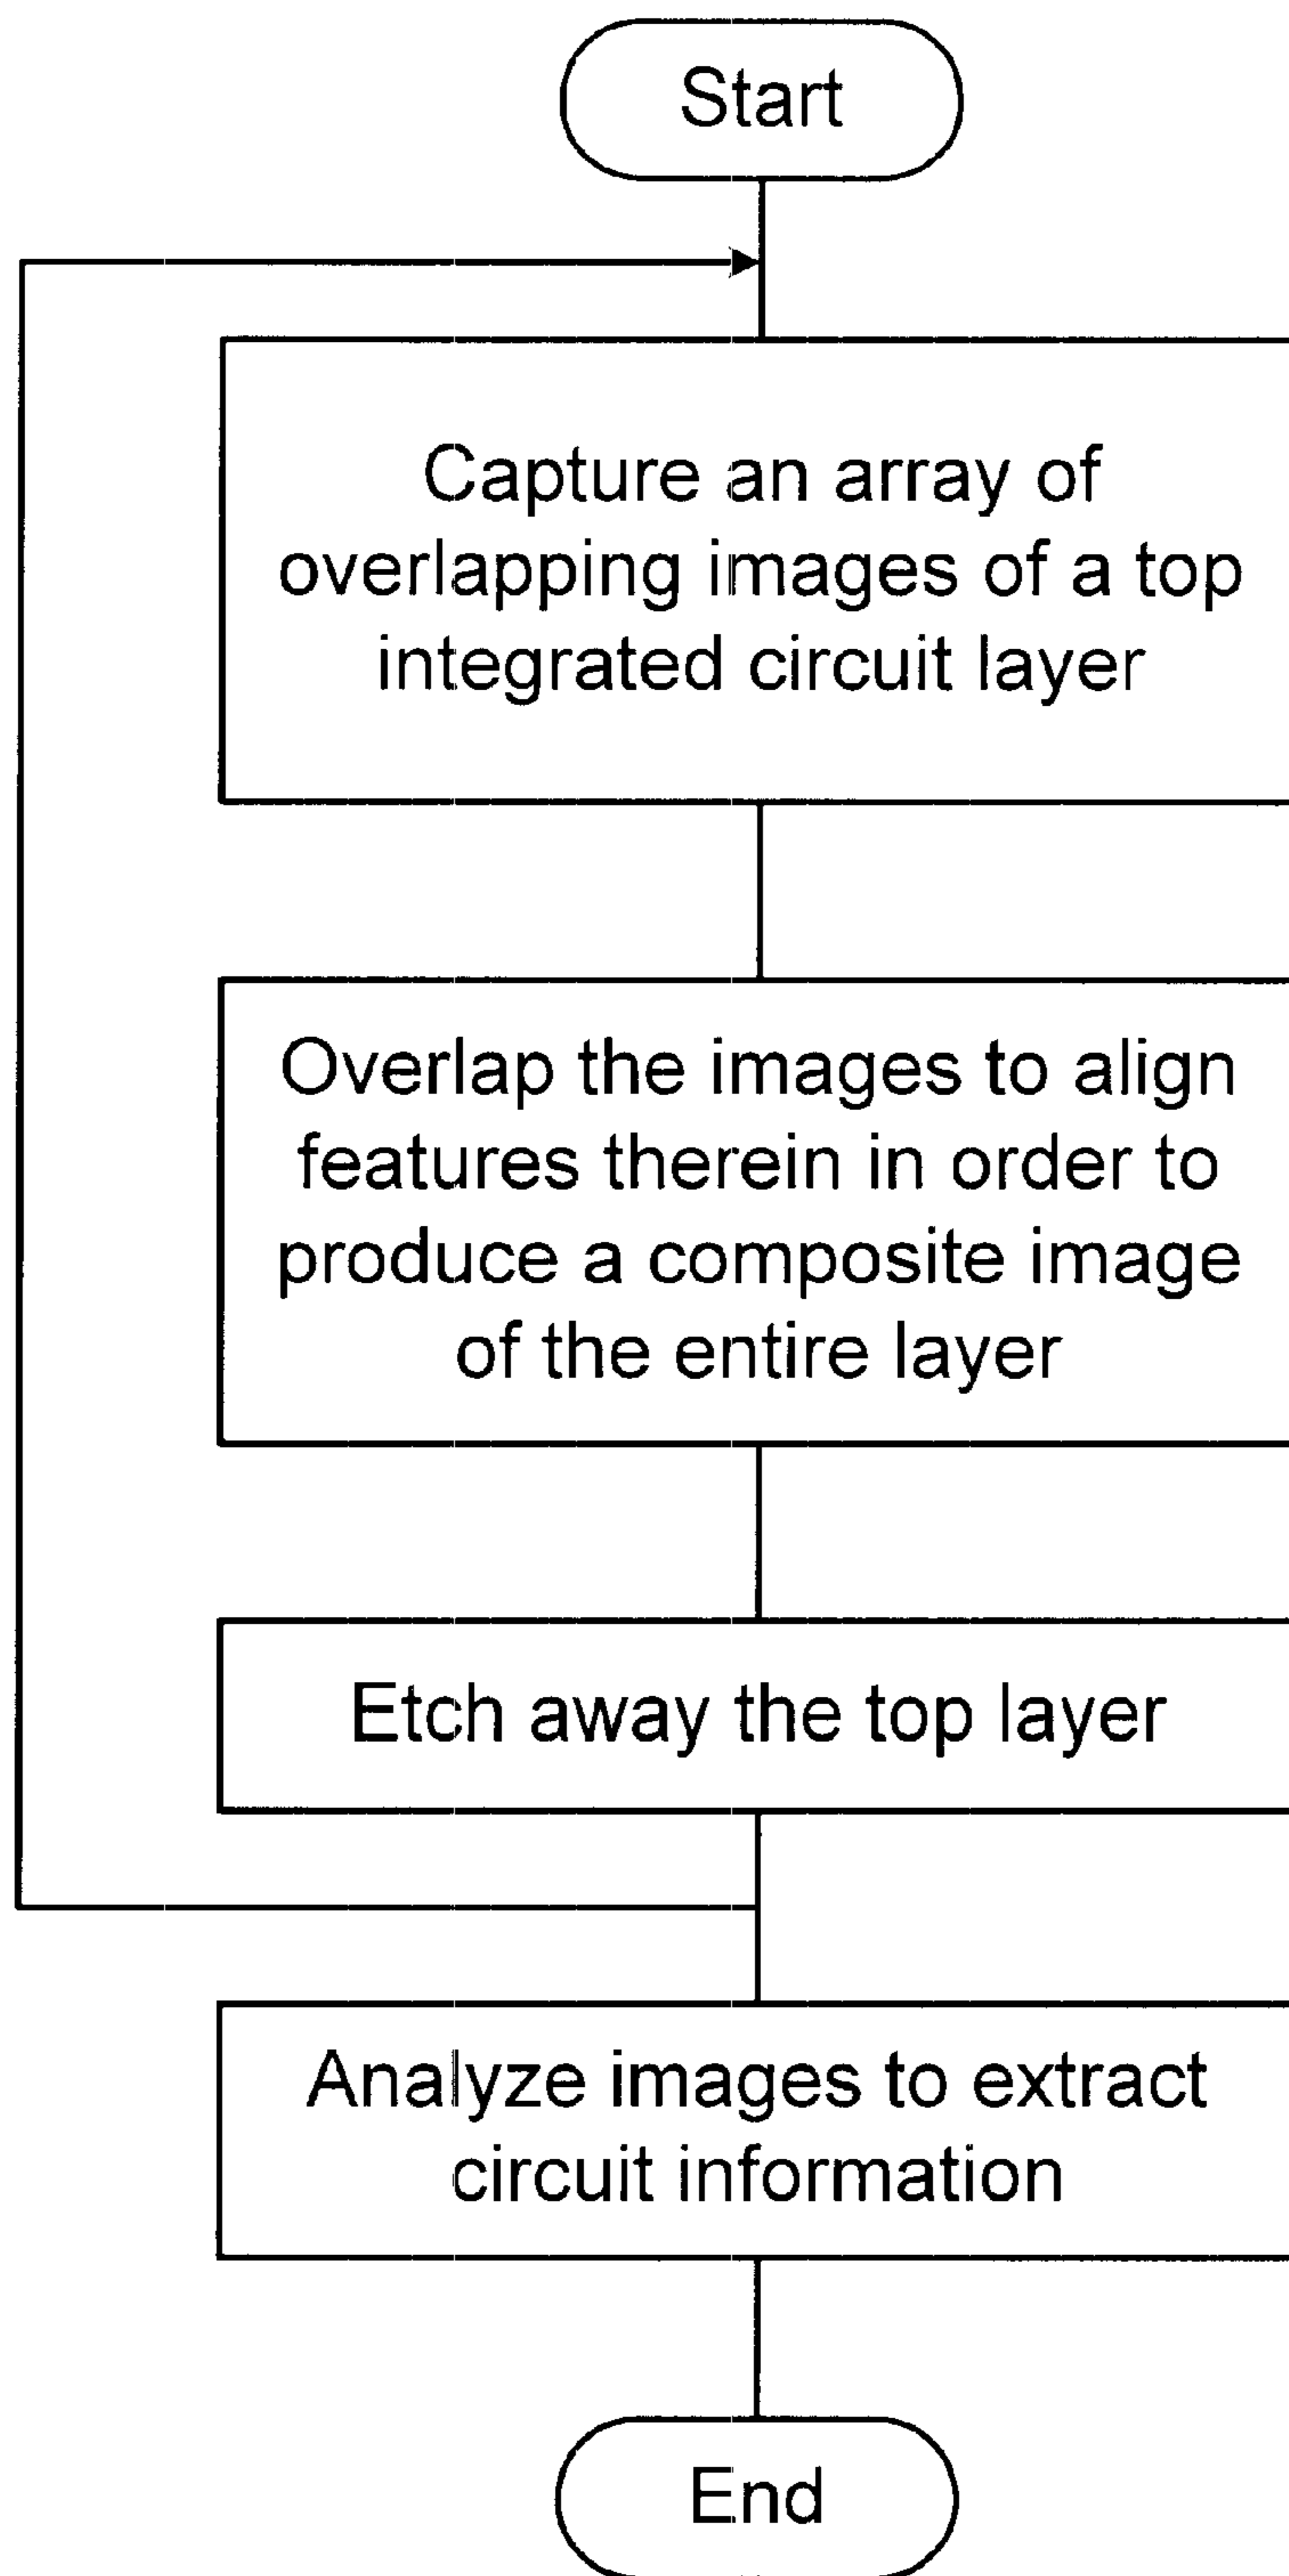 Start
Capture an array of
overlapping images of a top
integrated circuit layer
Overlap the images to align
features therein in order to
produce a composite image
of the entire layer
Etch away the top layer
Analyze images to extract
circuit information
End